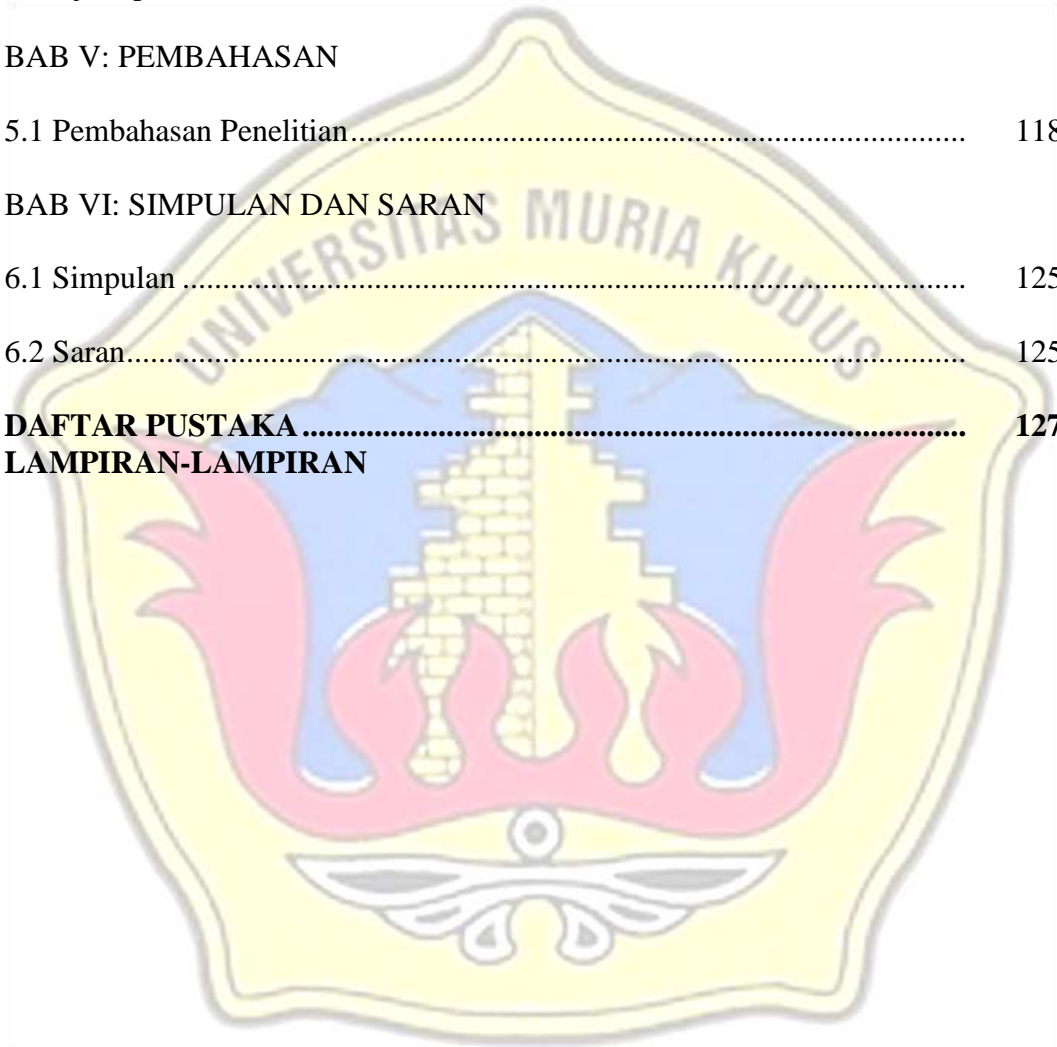 BAB V: PEMBAHASAN
5.1 Pembahasan Penelitian.......................................................................... 118
BAB VI: SIMPULAN DAN SARAN
UNIVERSITAS MURIA KUDUS
6.1 Simpulan .............................................................................................. 125
6.2 Saran..................................................................................................... 125
DAFTAR PUSTAKA ................................................................................ 127
LAMPIRAN-LAMPIRAN